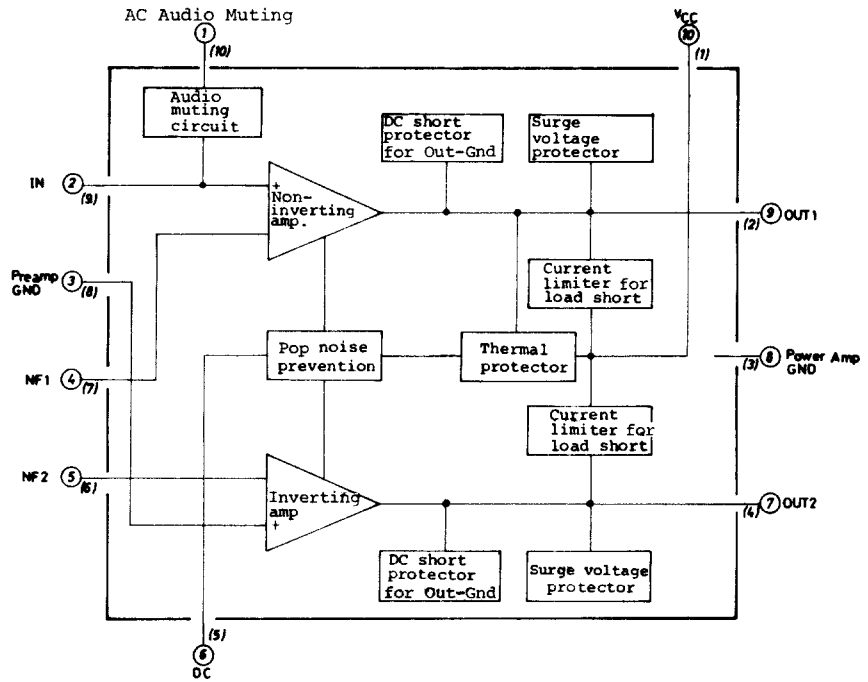 AC Audio Muting
1
(10)
VCC
10
(1)
Audio
muting
circuit
DC short
protector
for Out-Gnd
Surge
voltage
protector
IN
2
(9)
+
Non-
inverting
amp.
9
(2)
OUT1
Preamp
GND
3
(8)
Current
limiter for
load short
Pop noise
prevention
Thermal
protector
8
(3)
Power Amp
GND
NF1
4
(7)
Current
limiter for
load short
NF2
5
(6)
Inverting
amp
+
7
(4)
OUT2
DC short
protector
for Out-Gnd
Surge voltage
protector
(5)
6
DC